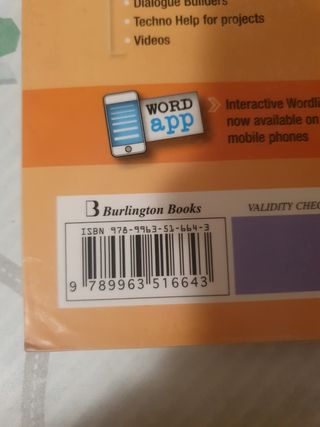 • Dialogue Builders
• Techno Help for projects
• Videos
WORD
app
Interactive Wordli
now available on
mobile phones
B Burlington Books
VALIDITY CHEC
ISBN 978-9963-51-664-3
9 789963 516643